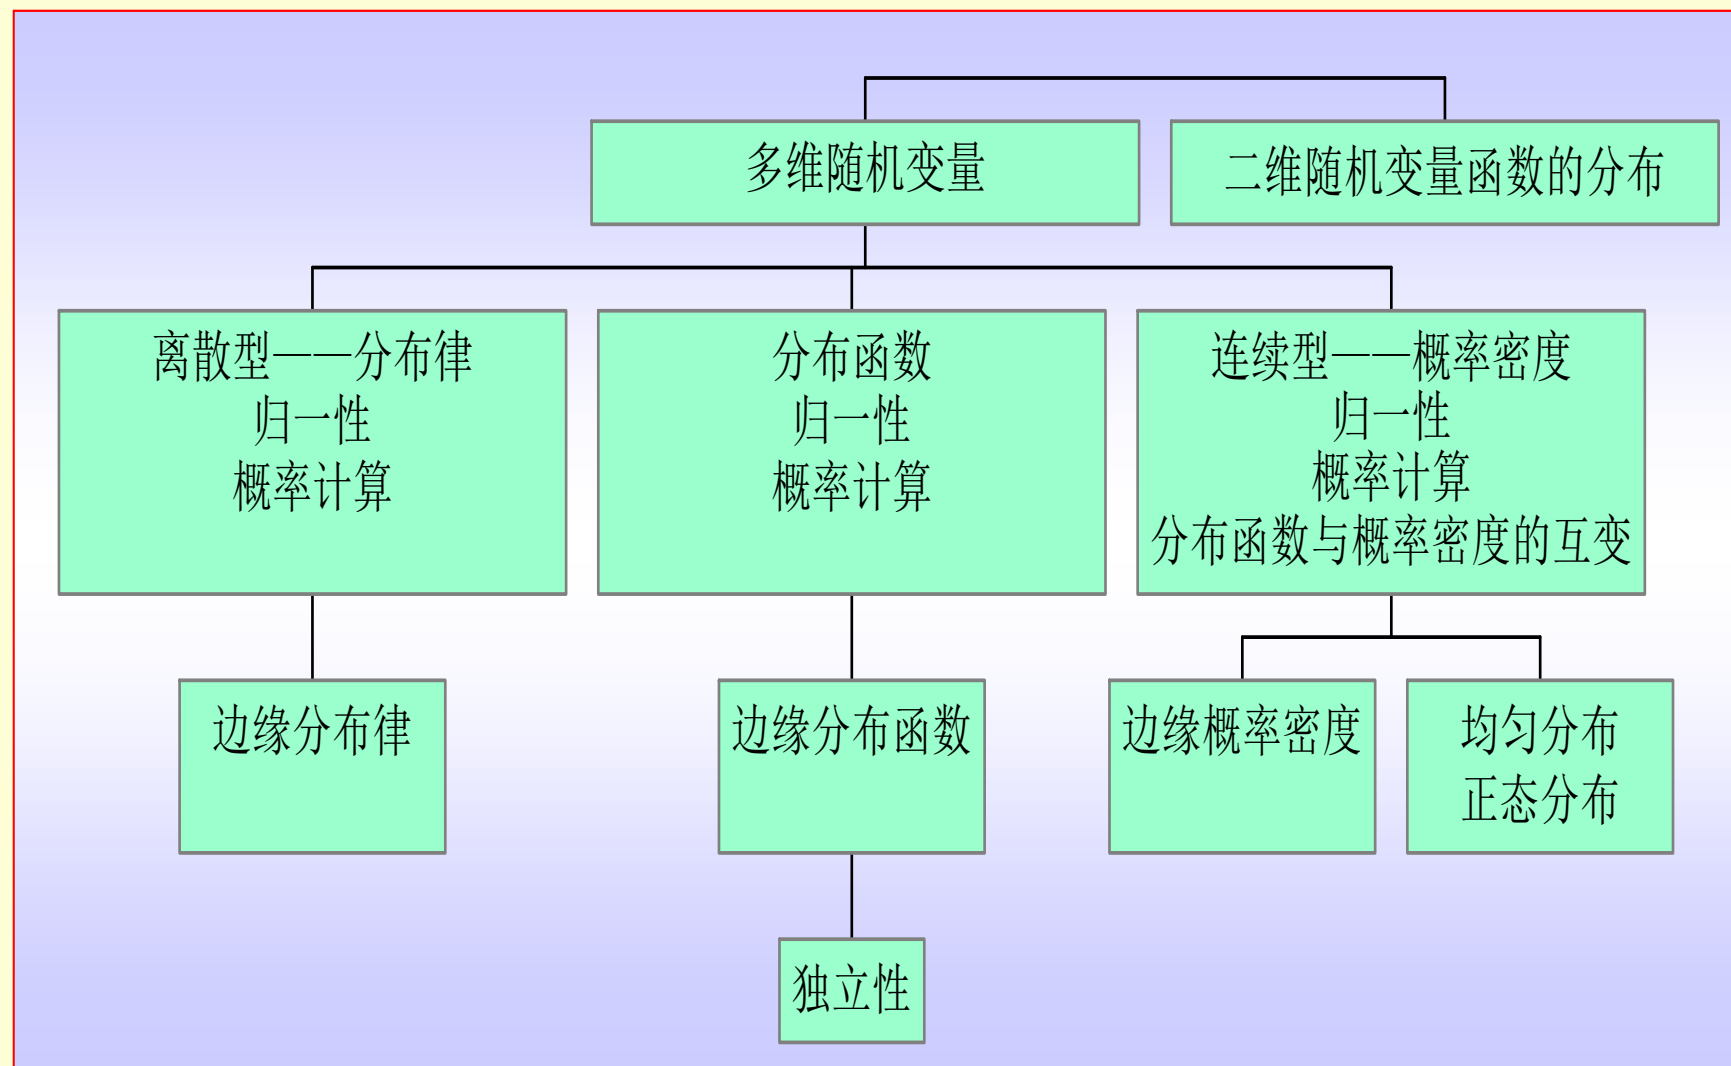 多维随机变量
二维随机变量函数的分布
离散型——分布律
归一性
概率计算
分布函数
归一性
概率计算
连续型——概率密度
归一性
概率计算
分布函数与概率密度的互变
边缘分布律
边缘分布函数
边缘概率密度
均匀分布
正态分布
独立性